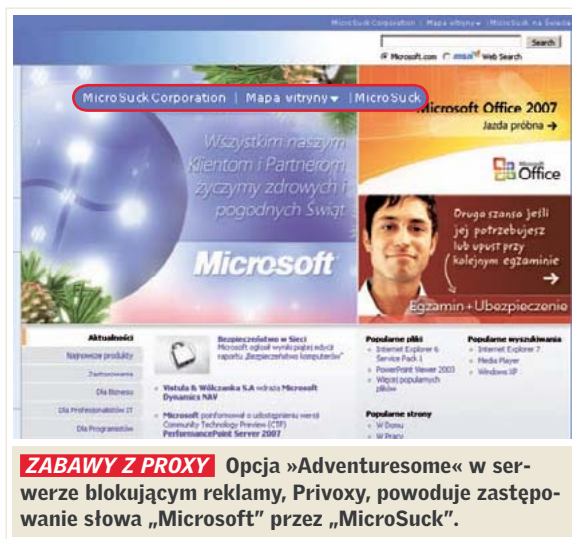 MicroSuck Corporation | Mapa witryny | MicroSuck na Świecie
Search
Microsoft.com msn Web Search
MicroSuck Corporation | Mapa witryny | MicroSuck
Microsoft Office 2007
Jazda próbna
Office
Wszystkim naszym
Klientom i Partnerom
życzymy zdrowych i
pogodnych Świąt
Microsoft
Druga szansa jeśli
jej potrzebujesz
lub upust przy
kolejnym egzaminie
Egzamin+Ubezpieczenie
Aktualności
Najnowsze produkty
Zastosowania
Dla Biznesu
Dla Profesjonalistów IT
Dla Programistów
Bezpieczeństwo w Sieci
Microsoft ogłosił wyniki piątej edycji
raportu „Bezpieczeństwo komputerów”
Vistula & Wólczanka S.A wdraża Microsoft
Dynamics NAV
Microsoft poinformował o udostępnieniu wersji
Community Technology Preview (CTP)
PerformancePoint Server 2007
Popularne pliki
Internet Explorer 6
Service Pack 1
PowerPoint Viewer 2003
Więcej popularnych
plików
Popularne strony
W Domu
W Pracy
Popularne wyszukiwania
Internet Explorer 7
Media Player
Windows XP
ZABAWY Z PROXY Opcja »Adventuresome« w ser-
werze blokującym reklamy, Privoxy, powoduje zastępo-
wanie słowa „Microsoft” przez „MicroSuck”.